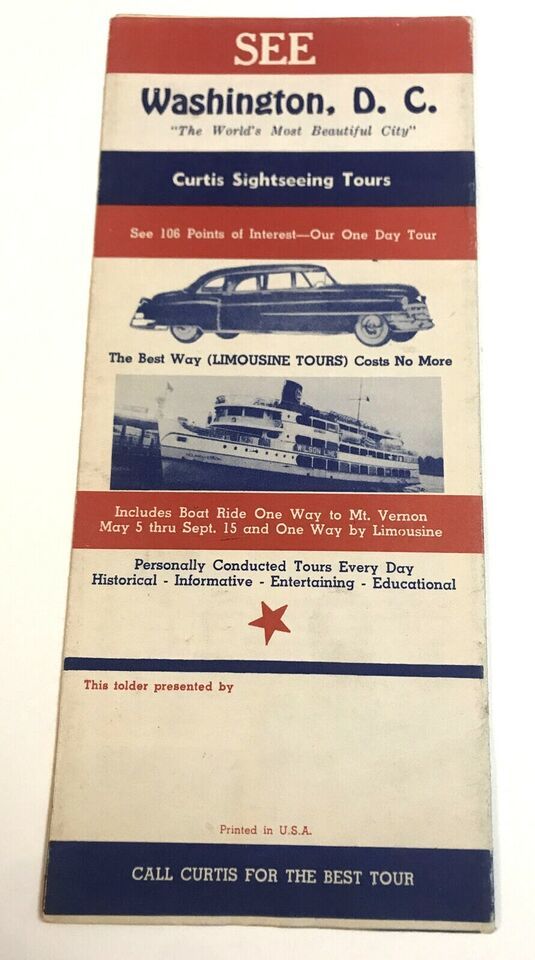 SEE
Washington, D. C.
"The World's Most Beautiful City"
Curtis Sightseeing Tours
See 106 Points of Interest—Our One Day Tour
The Best Way (LIMOUSINE TOURS) Costs No More
WILSON LINE
Includes Boat Ride One Way to Mt. Vernon
May 5 thru Sept. 15 and One Way by Limousine
Personally Conducted Tours Every Day
Historical - Informative - Entertaining - Educational
This folder presented by
Printed in U.S.A.
CALL CURTIS FOR THE BEST TOUR